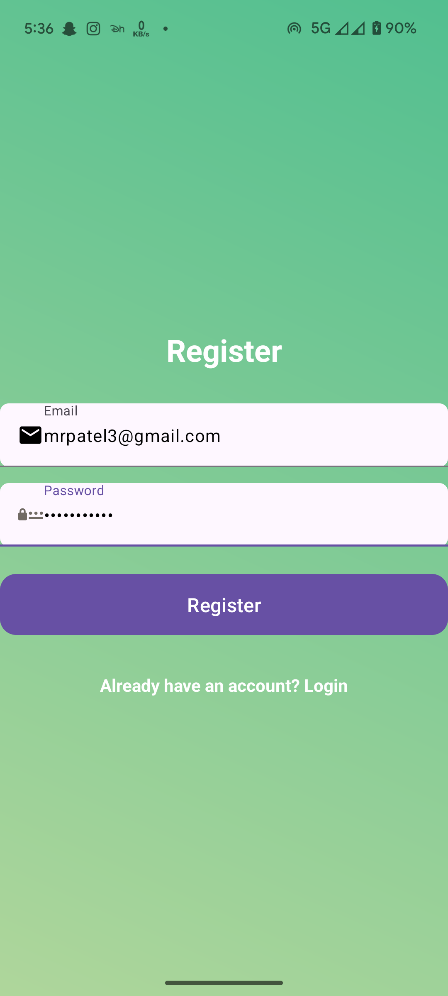 5:36 0 KB/s 5G 90%
Register
Email
mrpatel3@gmail.com
Password
•••••••••••
Register
Already have an account? Login